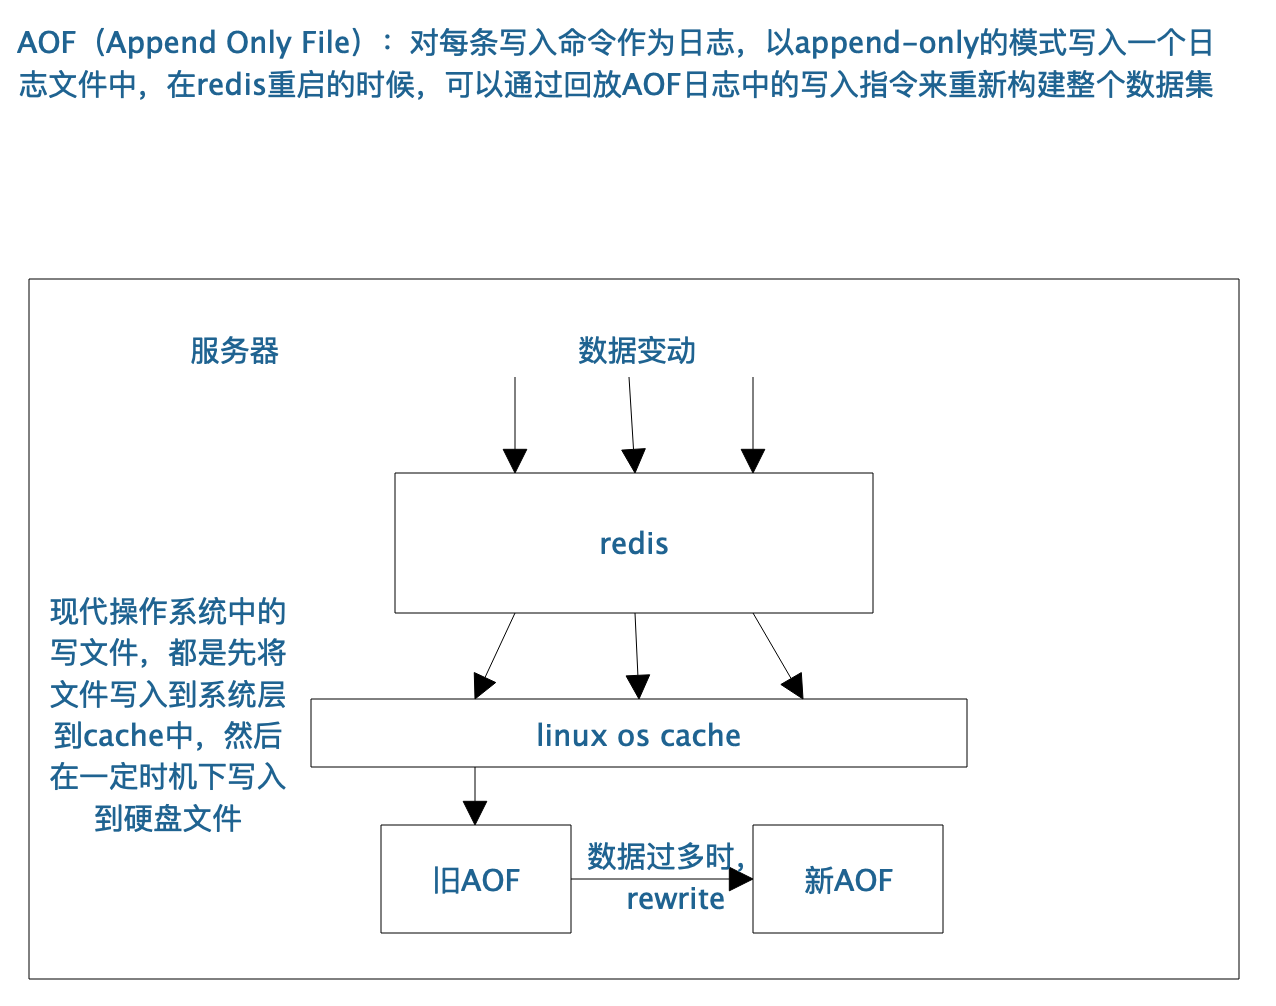 AOF（Append Only File）：对每条写入命令作为日志，以append-only的模式写入一个日
志文件中，在redis重启的时候，可以通过回放AOF日志中的写入指令来重新构建整个数据集
服务器
数据变动
redis
现代操作系统中的
写文件，都是先将
文件写入到系统层
到cache中，然后
在一定时机下写入
到硬盘文件
linux os cache
旧AOF
数据过多时，
rewrite
新AOF